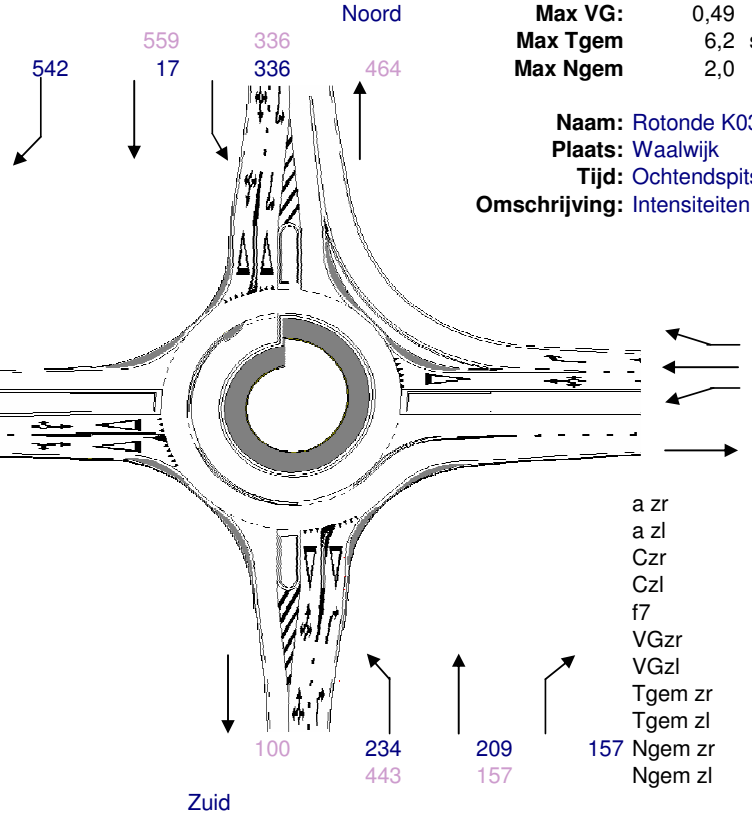 Noord Max VG: 0,49
559 336 Max Tgem 6,2 s
542 17 336 464 Max Ngem 2,0
Naam: Rotonde K03
Plaats: Waalwijk
Tijd: Ochtendspits
Omschrijving: Intensiteiten
a zr
a zl
Czr
Czl
f7
VGzr
VGzl
Tgem zr
Tgem zl
100 234 209 157 Ngem zr
443 157 Ngem zl
Zuid